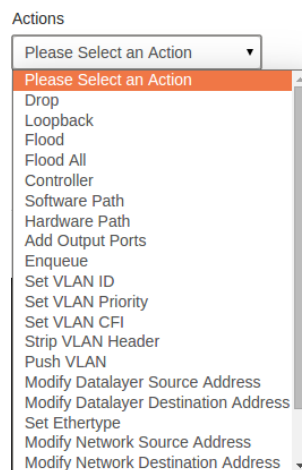 Actions
Please Select an Action
Please Select an Action
Drop
Loopback
Flood
Flood All
Controller
Software Path
Hardware Path
Add Output Ports
Enqueue
Set VLAN ID
Set VLAN Priority
Set VLAN CFI
Strip VLAN Header
Push VLAN
Modify Datalayer Source Address
Modify Datalayer Destination Address
Set Ethertype
Modify Network Source Address
Modify Network Destination Address